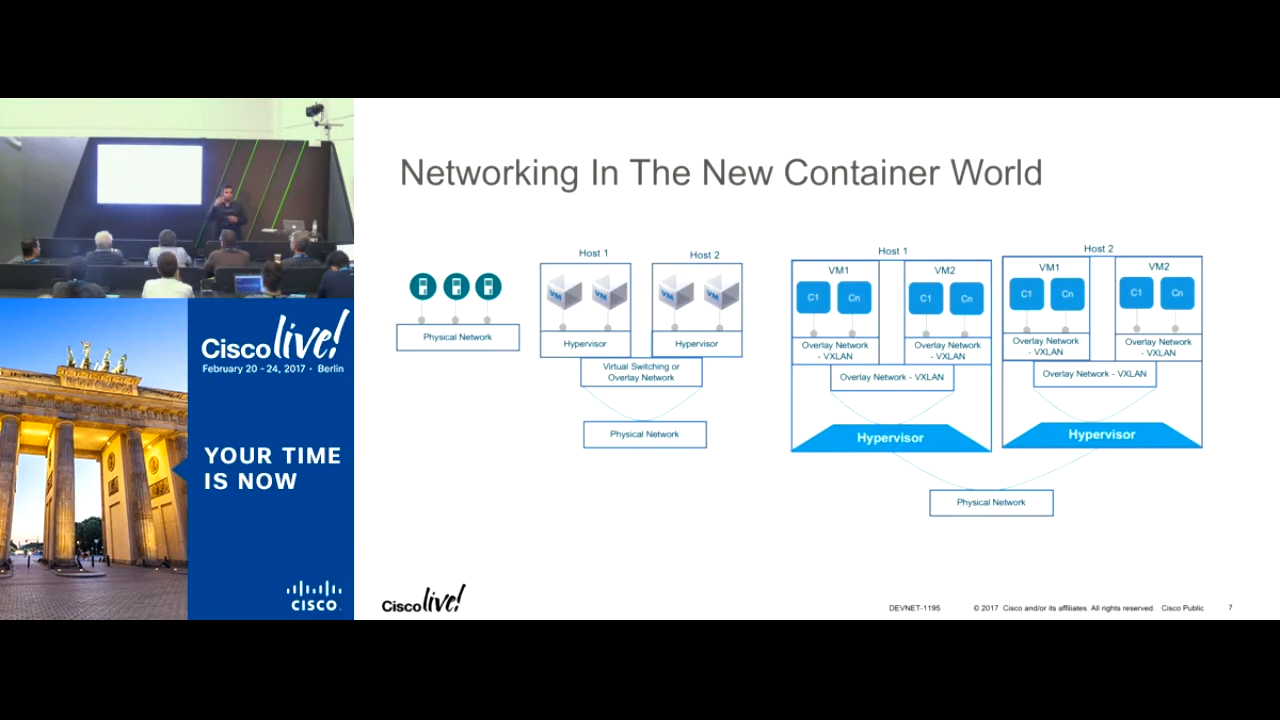 Networking In The New Container World
Physical Network
Host 1
VM
VM
Hypervisor
Host 2
VM
VM
Hypervisor
Virtual Switching or
Overlay Network
Physical Network
Host 1
VM1
C1
Cn
Overlay Network
- VXLAN
VM2
C1
Cn
Overlay Network
- VXLAN
Overlay Network - VXLAN
Hypervisor
Host 2
VM1
C1
Cn
Overlay Network
- VXLAN
VM2
C1
Cn
Overlay Network
- VXLAN
Overlay Network - VXLAN
Hypervisor
Physical Network
Cisco live!
February 20 - 24, 2017 • Berlin
YOUR TIME
IS NOW
CISCO.
Cisco live!
DEVNET-1195 © 2017 Cisco and/or its affiliates. All rights reserved. Cisco Public 7